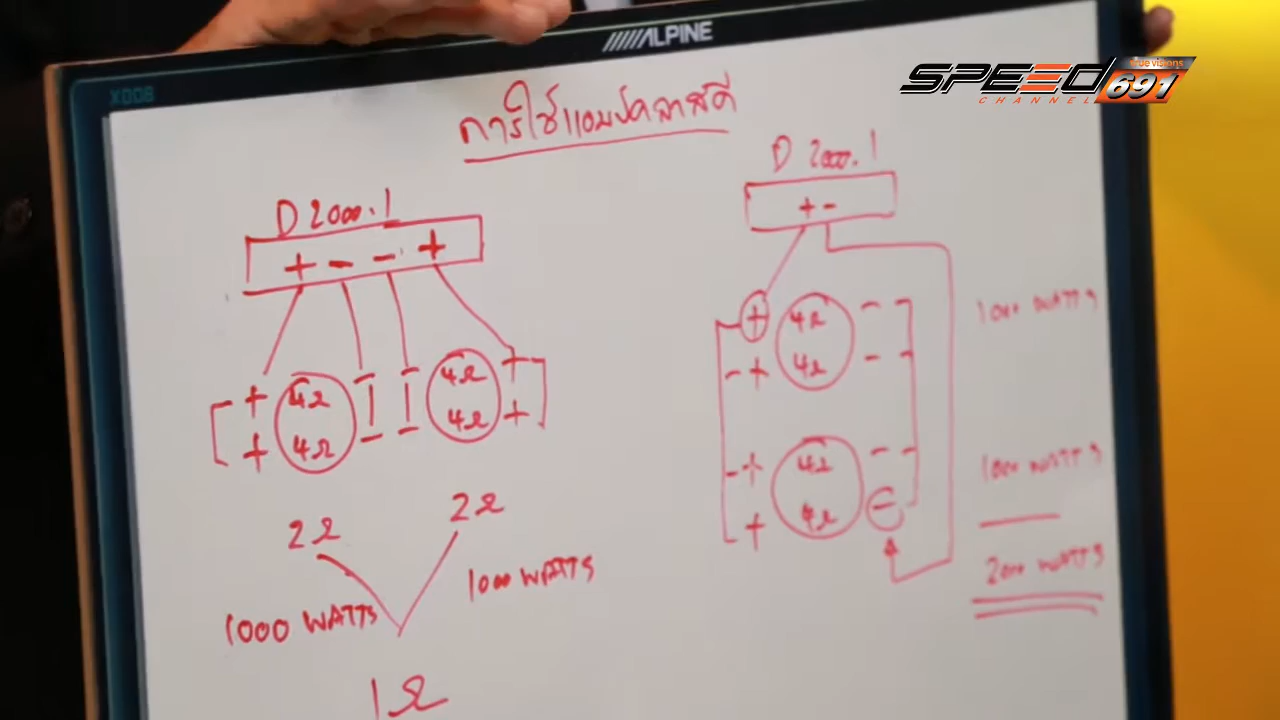 ALPINE
true visions
SPEED 691
CHANNEL
การใช้แอมป์คลาสดี
D 2000.1
+ - - +
+ 4Ω - - 4Ω +
+ 4Ω - - 4Ω +
2Ω 2Ω
1000 WATTS 1000 WATTS
1Ω
D 2000.1
+ -
+ 4Ω - - 1000 WATTS
- + 4Ω - -
- + 4Ω - - 1000 WATTS
+ 4Ω -
2000 WATTS